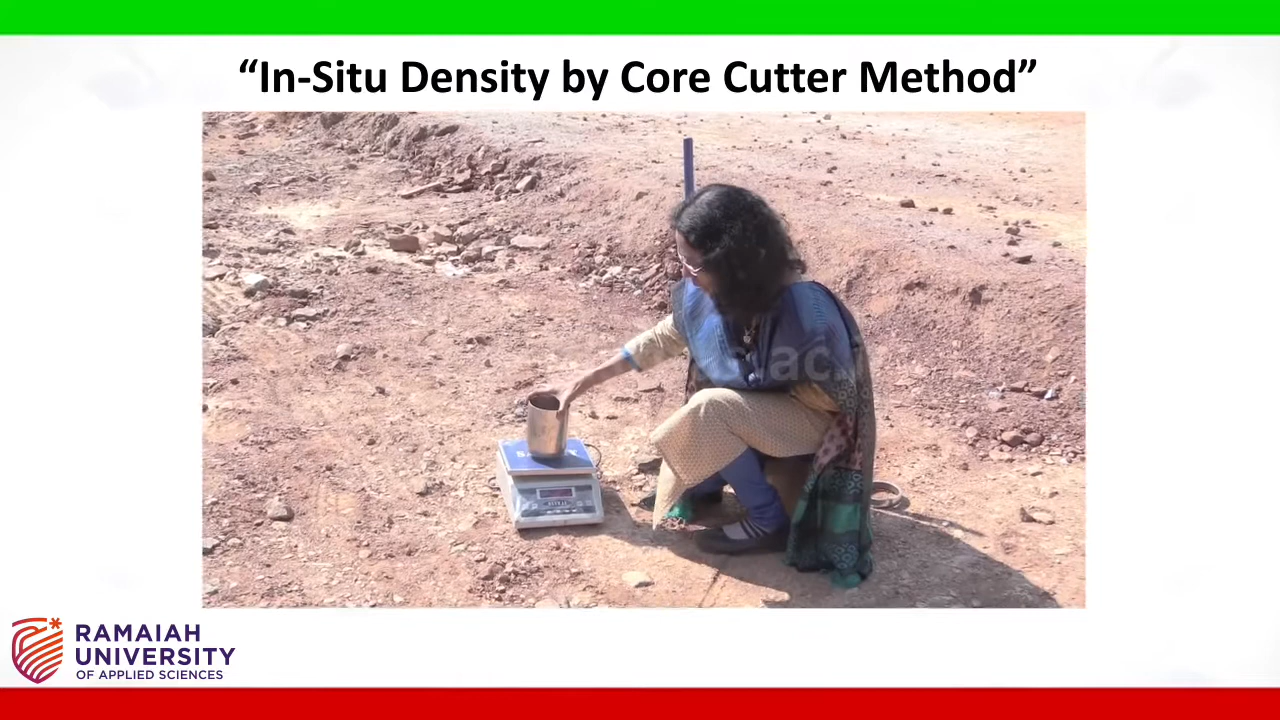 “In-Situ Density by Core Cutter Method”
RAMAIAH
UNIVERSITY
OF APPLIED SCIENCES